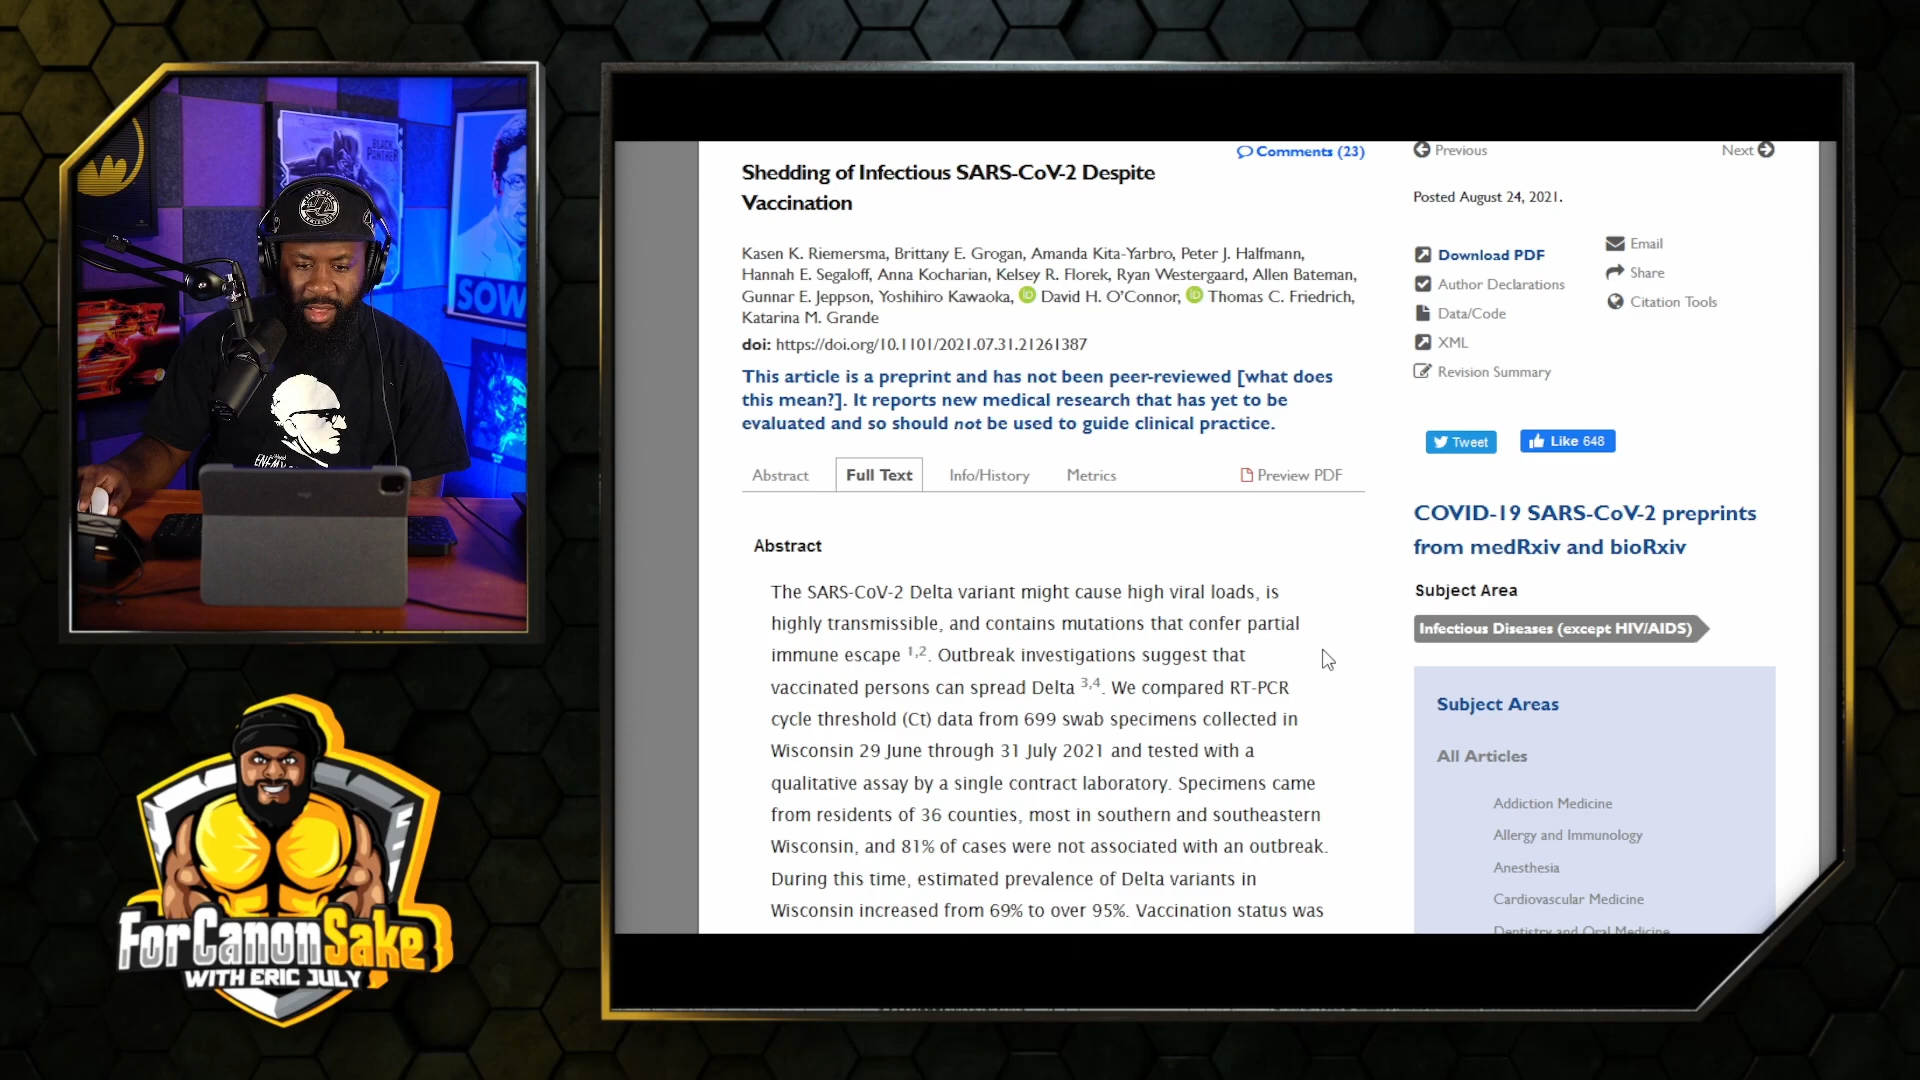 BLACK
PANTHER
SOW
ENEMY
ForCanonSake
WITH ERIC JULY
Comments (23)
Shedding of Infectious SARS-CoV-2 Despite
Vaccination
Kasen K. Riemersma, Brittany E. Grogan, Amanda Kita-Yarbro, Peter J. Halfmann,
Hannah E. Segaloff, Anna Kocharian, Kelsey R. Florek, Ryan Westergaard, Allen Bateman,
Gunnar E. Jeppson, Yoshihiro Kawaoka, iD David H. O'Connor, iD Thomas C. Friedrich,
Katarina M. Grande
doi: https://doi.org/10.1101/2021.07.31.21261387
This article is a preprint and has not been peer-reviewed [what does
this mean?]. It reports new medical research that has yet to be
evaluated and so should not be used to guide clinical practice.
Abstract Full Text Info/History Metrics Preview PDF
Abstract
The SARS-CoV-2 Delta variant might cause high viral loads, is
highly transmissible, and contains mutations that confer partial
immune escape 1,2. Outbreak investigations suggest that
vaccinated persons can spread Delta 3,4. We compared RT-PCR
cycle threshold (Ct) data from 699 swab specimens collected in
Wisconsin 29 June through 31 July 2021 and tested with a
qualitative assay by a single contract laboratory. Specimens came
from residents of 36 counties, most in southern and southeastern
Wisconsin, and 81% of cases were not associated with an outbreak.
During this time, estimated prevalence of Delta variants in
Wisconsin increased from 69% to over 95%. Vaccination status was
Previous Next
Posted August 24, 2021.
Download PDF
Author Declarations
Data/Code
XML
Revision Summary
Email
Share
Citation Tools
Tweet Like 648
COVID-19 SARS-CoV-2 preprints
from medRxiv and bioRxiv
Subject Area
Infectious Diseases (except HIV/AIDS)
Subject Areas
All Articles
Addiction Medicine
Allergy and Immunology
Anesthesia
Cardiovascular Medicine
Dentistry and Oral Medicine